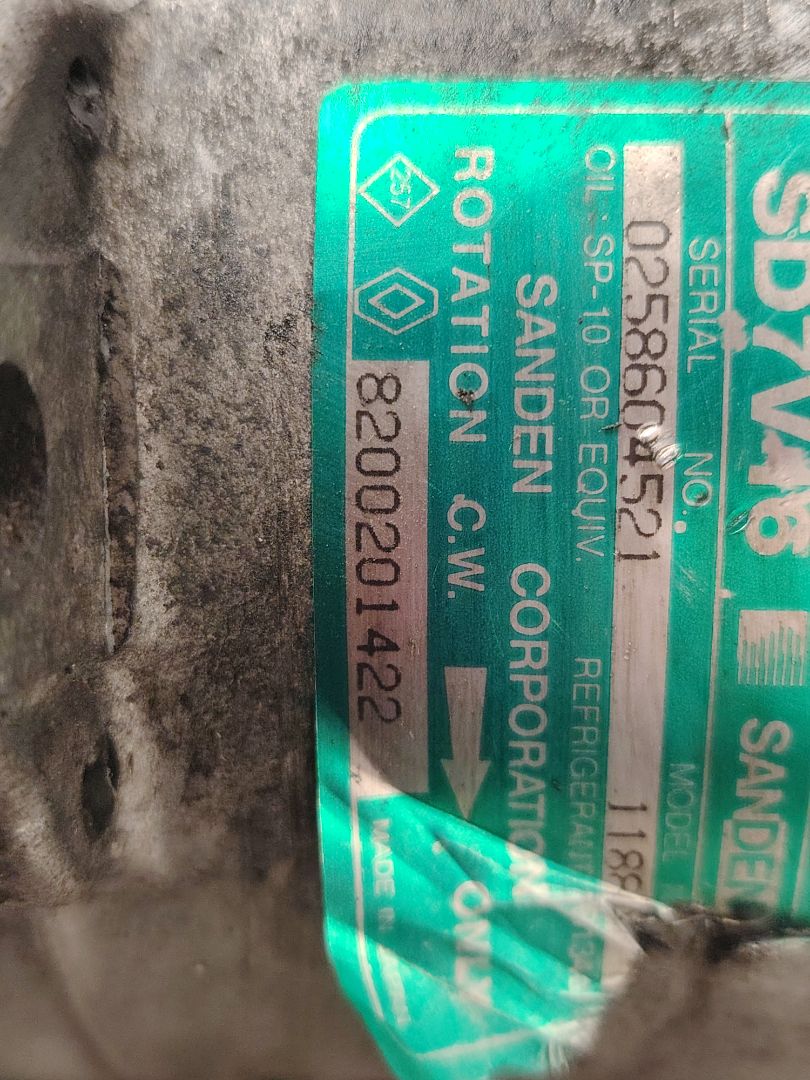 SD7V16 SANDEN
SERIAL NO. MODEL
0258604521
OIL : SP-10 OR EQUIV. REFRIGERANT
SANDEN CORPORATION
ROTATION C.W. ONLY
257 8200201422 MADE IN